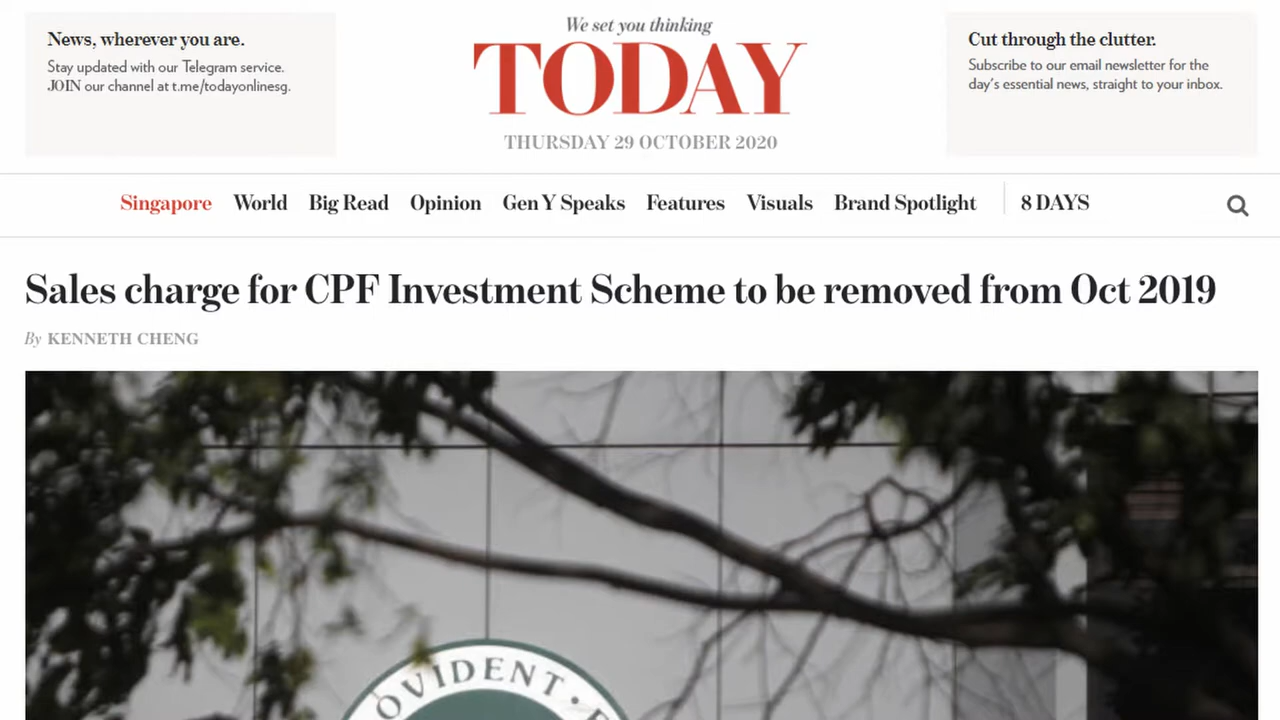 News, wherever you are.
Stay updated with our Telegram service.
JOIN our channel at t.me/todayonlinesg.
We set you thinking
TODAY
THURSDAY 29 OCTOBER 2020
Cut through the clutter.
Subscribe to our email newsletter for the
day's essential news, straight to your inbox.
Singapore World Big Read Opinion Gen Y Speaks Features Visuals Brand Spotlight 8 DAYS
Sales charge for CPF Investment Scheme to be removed from Oct 2019
By KENNETH CHENG
OVIDENT